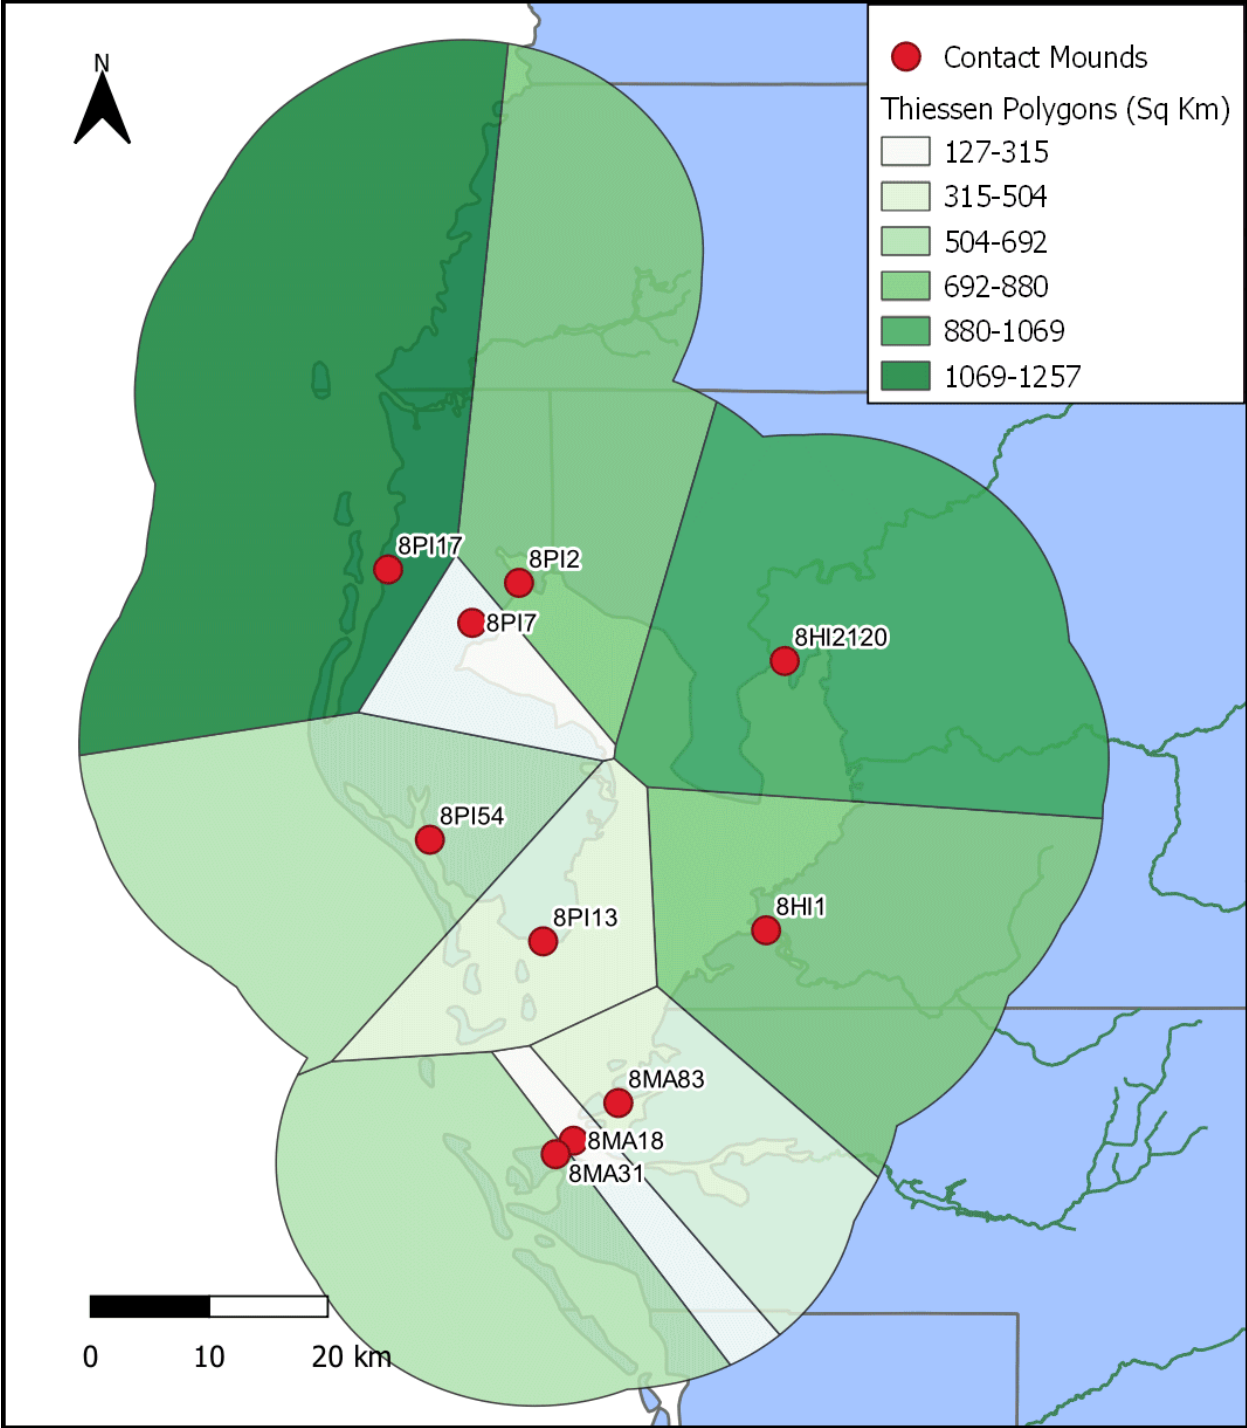 N
Contact Mounds
Thiessen Polygons (Sq Km)
127-315
315-504
504-692
692-880
880-1069
1069-1257
8PI17
8PI2
8PI7
8HI2120
8PI54
8HI1
8PI13
8MA83
8MA18
8MA31
0 10 20 km